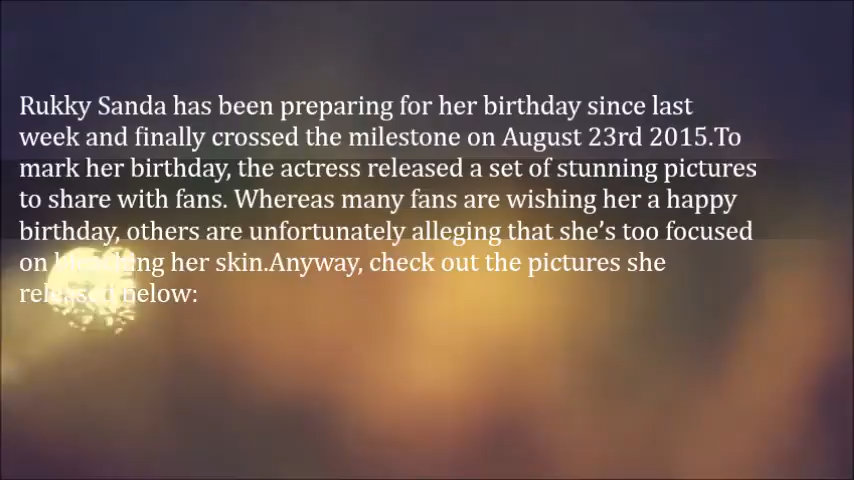 Rukky Sanda has been preparing for her birthday since last
week and finally crossed the milestone on August 23rd 2015.To
mark her birthday, the actress released a set of stunning pictures
to share with fans. Whereas many fans are wishing her a happy
birthday, others are unfortunately alleging that she’s too focused
on bleaching her skin.Anyway, check out the pictures she
released below: